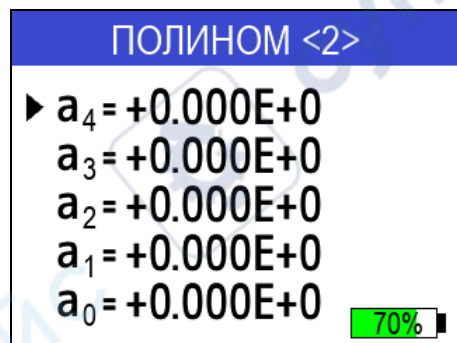 ПОЛИНОМ <2>
a₄ = +0.000E+0
a₃ = +0.000E+0
a₂ = +0.000E+0
a₁ = +0.000E+0
a₀ = +0.000E+0
70%